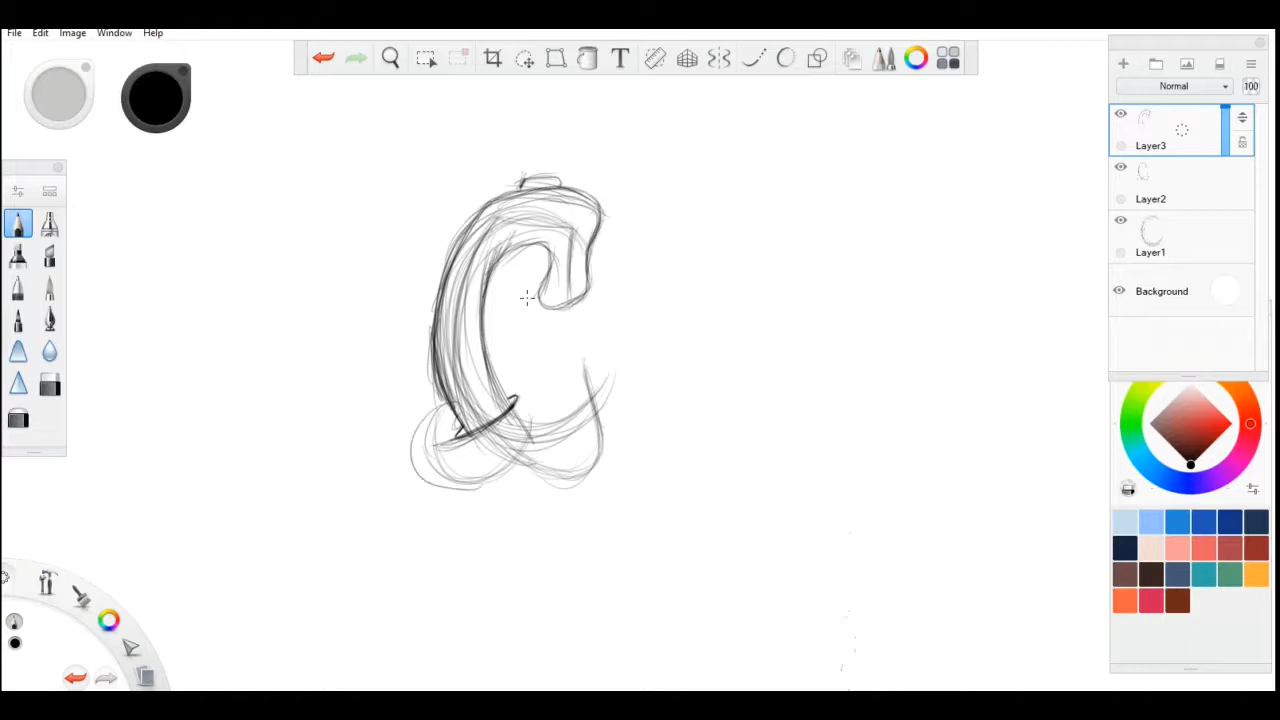 File Edit Image Window Help
T
Normal 100
Layer3
Layer2
Layer1
Background
C